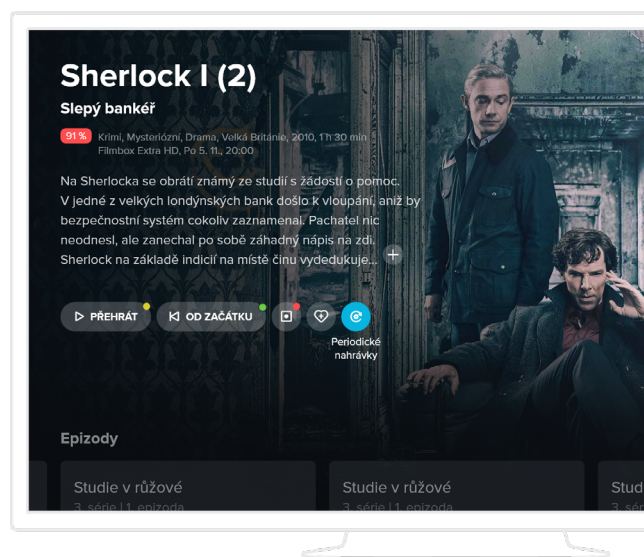 Sherlock I (2)
Slepý bankéř
91 %
Krimi, Mysteriózní, Drama, Velká Británie, 2010, 1 h 30 min
Filmbox Extra HD, Po 5. 11., 20:00
Na Sherlocka se obrátí známý ze studií s žádostí o pomoc.
V jedné z velkých londýnských bank došlo k vloupání, aniž by
bezpečnostní systém cokoliv zaznamenal. Pachatel nic
neodnesl, ale zanechal po sobě záhadný nápis na zdi.
Sherlock na základě indicií na místě činu vydedukuje...
PŘEHRÁT
OD ZAČÁTKU
Periodické
nahrávky
Epizody
Studie v růžové
3. série | 1. epizoda
Studie v růžové
3. série | 1. epizoda
Stud
3. sér